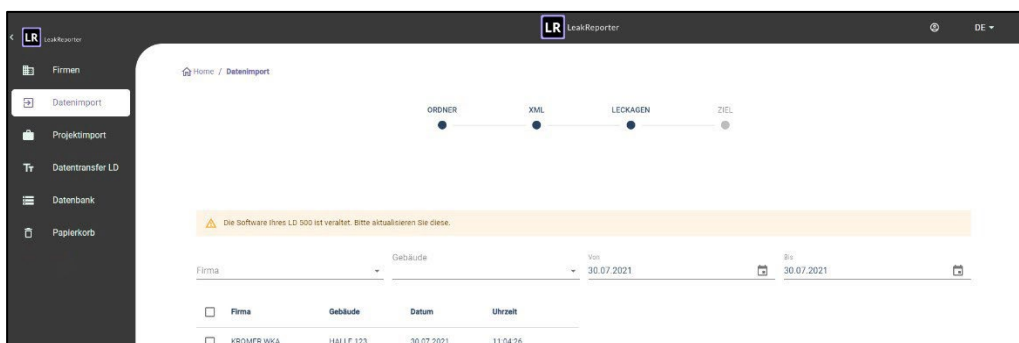 LR LeakReporter
DE
LR LeakReporter
Firmen
Datenimport
Projektimport
Tт Datentransfer LD
Datenbank
Papierkorb
Home / Datenimport
ORDNER XML LECKAGEN ZIEL
Die Software Ihres LD 500 ist veraltet. Bitte aktualisieren Sie diese.
Firma
Gebäude
Von
30.07.2021
Bis
30.07.2021
Firma Gebäude Datum Uhrzeit
KROMER WKA HALLE 123 30.07.2021 11:04:26